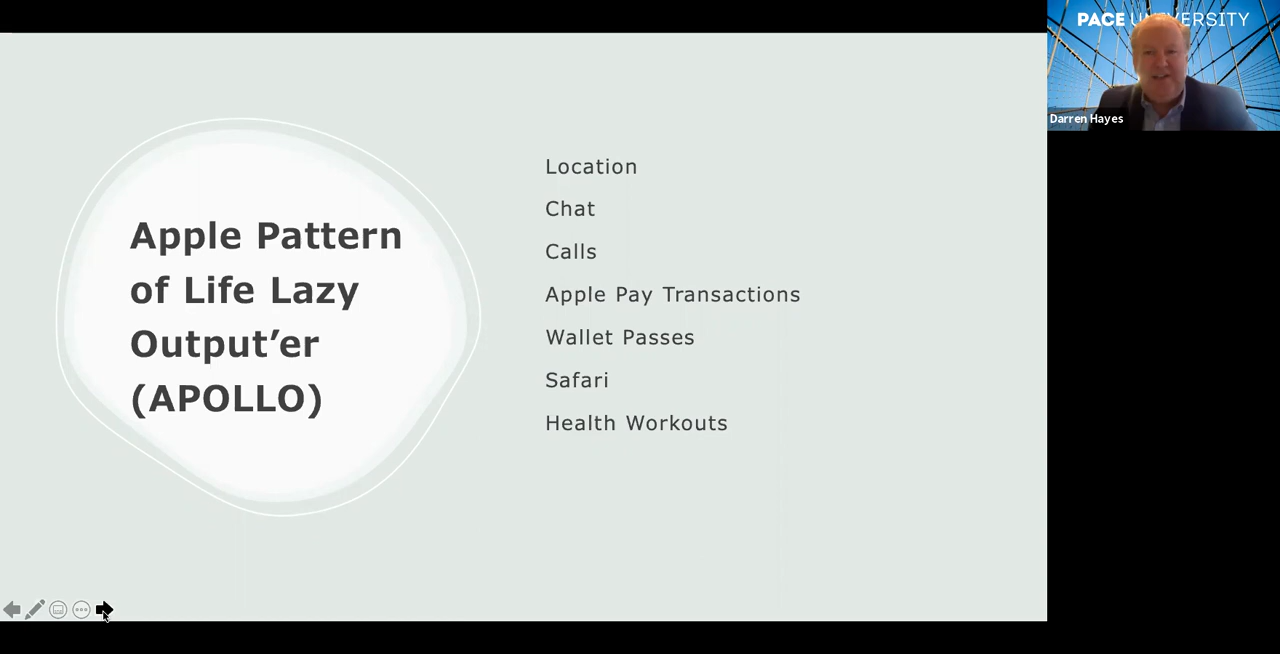 Apple Pattern
of Life Lazy
Output’er
(APOLLO)
Location
Chat
Calls
Apple Pay Transactions
Wallet Passes
Safari
Health Workouts
PACE UNIVERSITY
Darren Hayes